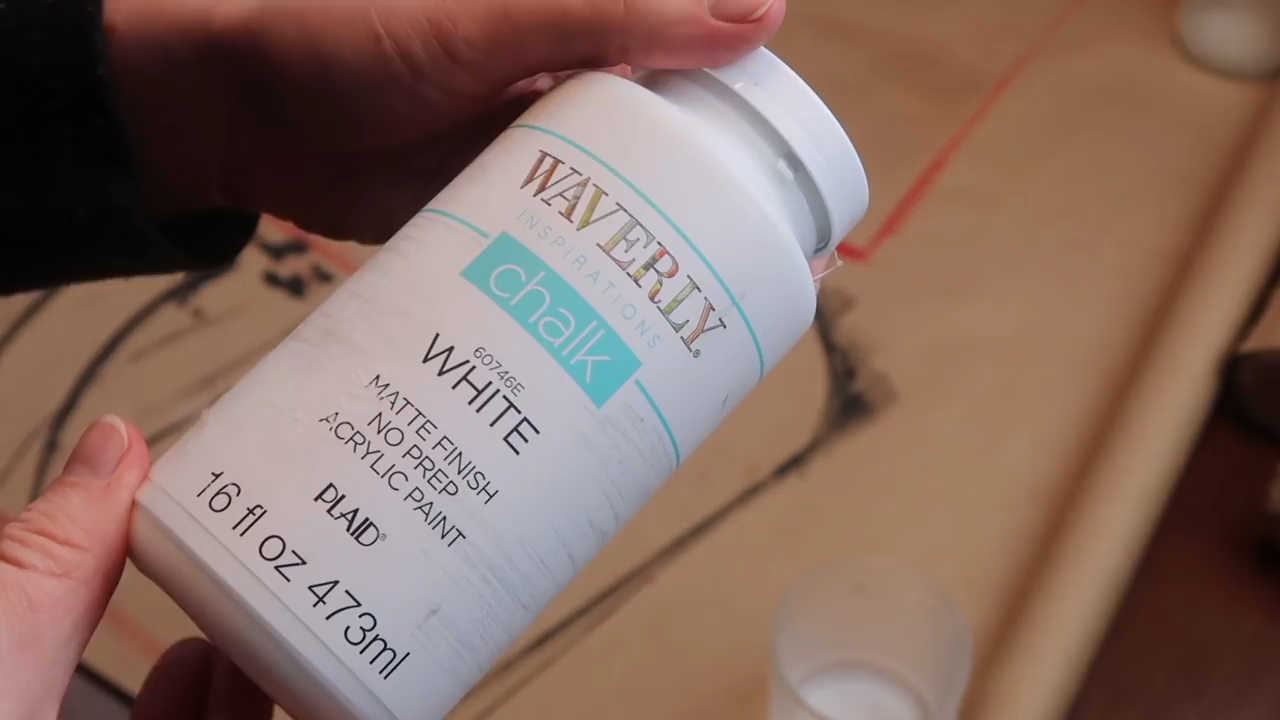 WAVERLY®
INSPIRATIONS
chalk
60746E
WHITE
MATTE FINISH
NO PREP
ACRYLIC PAINT
PLAID®
16 fl oz 473ml